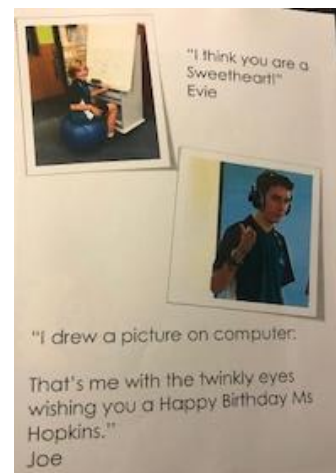 "I think you are a
Sweetheart!"
Evie
"I drew a picture on computer.
That's me with the twinkly eyes
wishing you a Happy Birthday Ms
Hopkins."
Joe